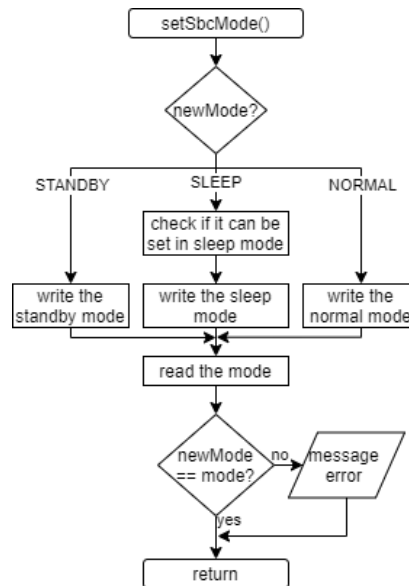 setSbcMode()
newMode?
STANDBY
SLEEP
NORMAL
check if it can be
set in sleep mode
write the
standby mode
write the sleep
mode
write the
normal mode
read the mode
newMode
== mode?
no
message
error
yes
return